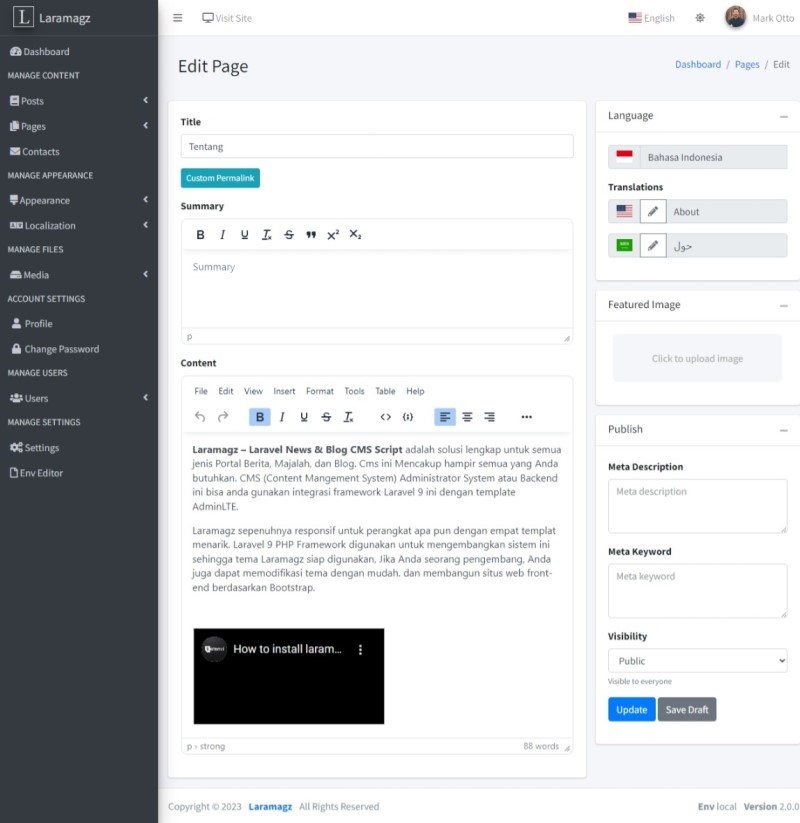 L Laramagz
Visit Site
English
Mark Otto
Dashboard
MANAGE CONTENT
Posts
Pages
Contacts
MANAGE APPEARANCE
Appearance
Localization
MANAGE FILES
Media
ACCOUNT SETTINGS
Profile
Change Password
MANAGE USERS
Users
MANAGE SETTINGS
Settings
Env Editor
Edit Page
Dashboard / Pages / Edit
Title
Tentang
Custom Permalink
Summary
B I U Tx S X² X₂
Summary
p
Content
File Edit View Insert Format Tools Table Help
B I U S Tx <> {;} •••
Laramagz – Laravel News & Blog CMS Script adalah solusi lengkap untuk semua
jenis Portal Berita, Majalah, dan Blog. Cms ini Mencakup hampir semua yang Anda
butuhkan. CMS (Content Mangement System) Administrator System atau Backend
ini bisa anda gunakan integrasi framework Laravel 9 ini dengan template
AdminLTE.
Laramagz sepenuhnya responsif untuk perangkat apa pun dengan empat templat
menarik. Laravel 9 PHP Framework digunakan untuk mengembangkan sistem ini
sehingga tema Laramagz siap digunakan, Jika Anda seorang pengembang, Anda
juga dapat memodifikasi tema dengan mudah. dan membangun situs web front-
end berdasarkan Bootstrap.
How to install laram...
p › strong
88 words
Language
Bahasa Indonesia
Translations
About
حول
Featured Image
Click to upload image
Publish
Meta Description
Meta description
Meta Keyword
Meta keyword
Visibility
Public
Visible to everyone
Update Save Draft
Copyright © 2023 Laramagz All Rights Reserved
Env local Version 2.0.0